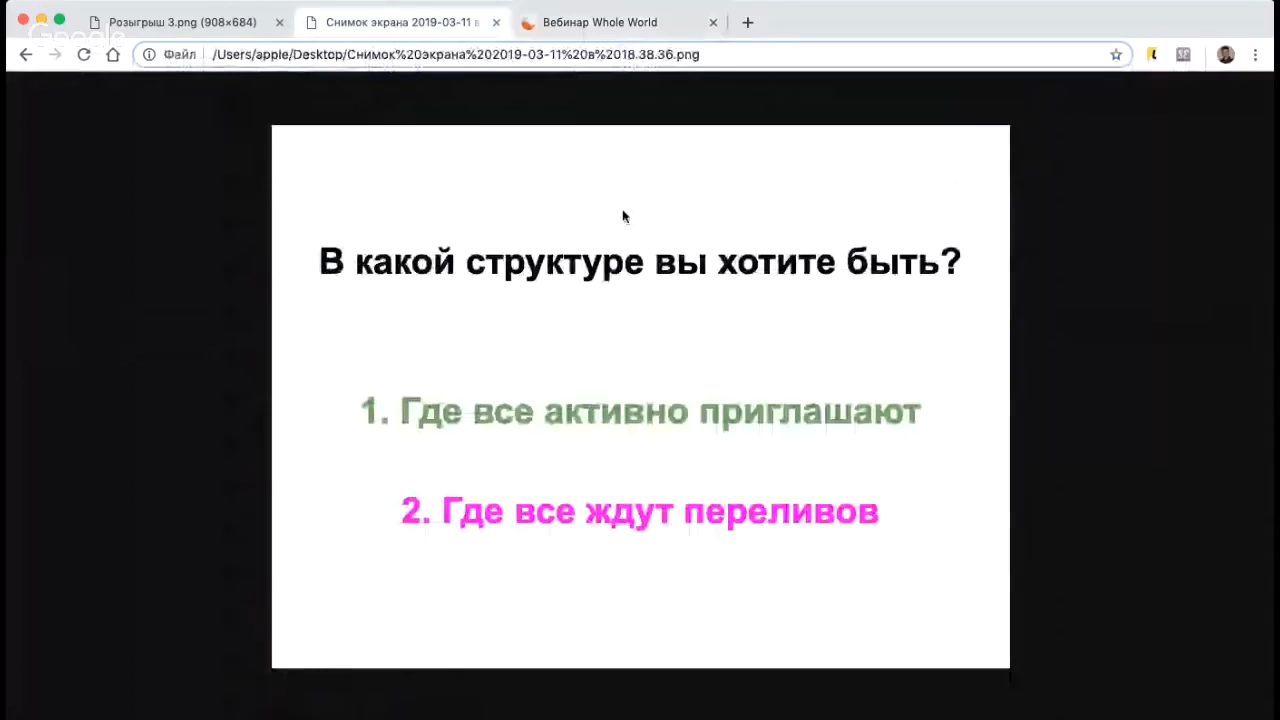 Розыгрыш 3.png (908×684)
Снимок экрана 2019-03-11 в
Вебинар Whole World
Google
Файл
/Users/apple/Desktop/Снимок%20экрана%202019-03-11%20в%2018.38.36.png
В какой структуре вы хотите быть?
1. Где все активно приглашают
2. Где все ждут переливов